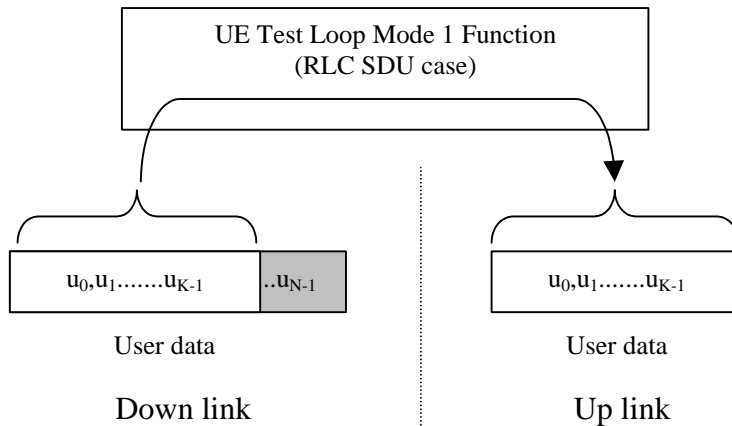 UE Test Loop Mode 1 Function
(RLC SDU case)
u0,u1.......uK-1 ..uN-1
u0,u1.......uK-1
User data
User data
Down link
Up link